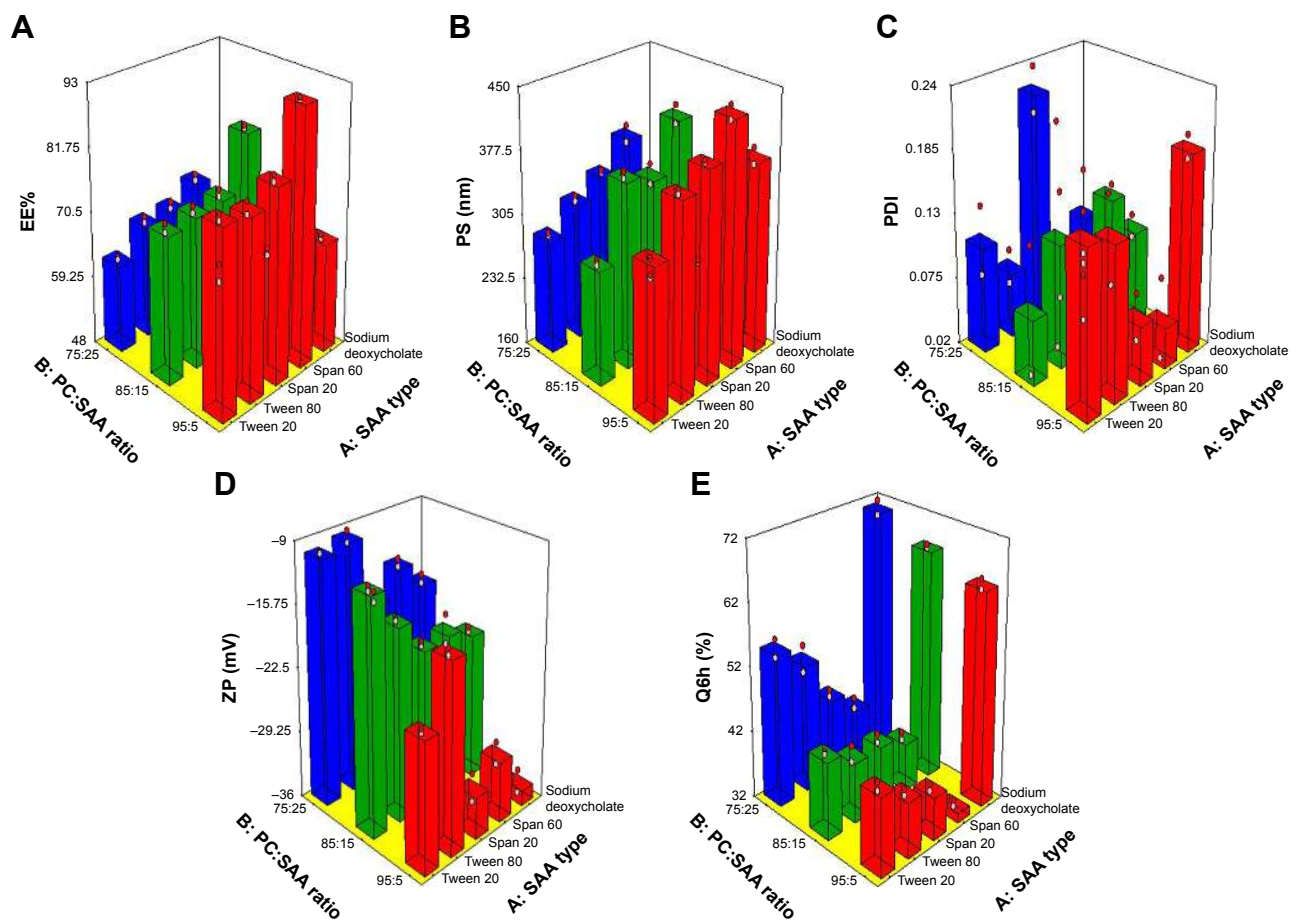 A
EE%
93
81.75
70.5
59.25
48
75:25
85:15
95:5
B: PC:SAA ratio
Tween 20
Tween 80
Span 20
Span 60
Sodium
deoxycholate
A: SAA type
B
PS (nm)
450
377.5
305
232.5
160
75:25
85:15
95:5
B: PC:SAA ratio
Tween 20
Tween 80
Span 20
Span 60
Sodium
deoxycholate
A: SAA type
C
PDI
0.24
0.185
0.13
0.075
0.02
75:25
85:15
95:5
B: PC:SAA ratio
Tween 20
Tween 80
Span 20
Span 60
Sodium
deoxycholate
A: SAA type
D
ZP (mV)
–9
–15.75
–22.5
–29.25
–36
75:25
85:15
95:5
B: PC:SAA ratio
Tween 20
Tween 80
Span 20
Span 60
Sodium
deoxycholate
A: SAA type
E
Q6h (%)
72
62
52
42
32
75:25
85:15
95:5
B: PC:SAA ratio
Tween 20
Tween 80
Span 20
Span 60
Sodium
deoxycholate
A: SAA type